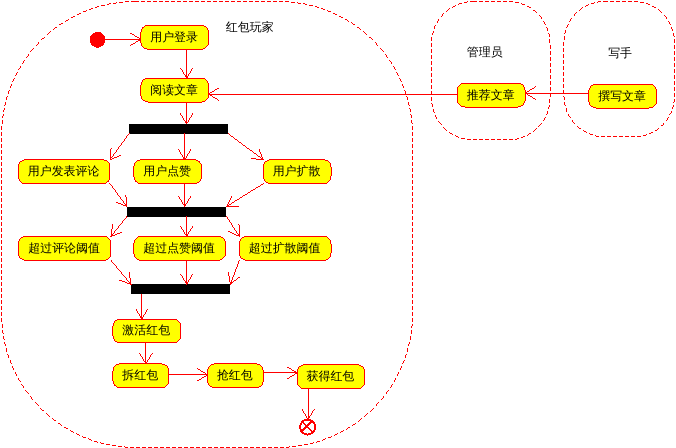 红包玩家
管理员
写手
用户登录
阅读文章
推荐文章
撰写文章
用户发表评论
用户点赞
用户扩散
超过评论阈值
超过点赞阈值
超过扩散阈值
激活红包
拆红包
抢红包
获得红包